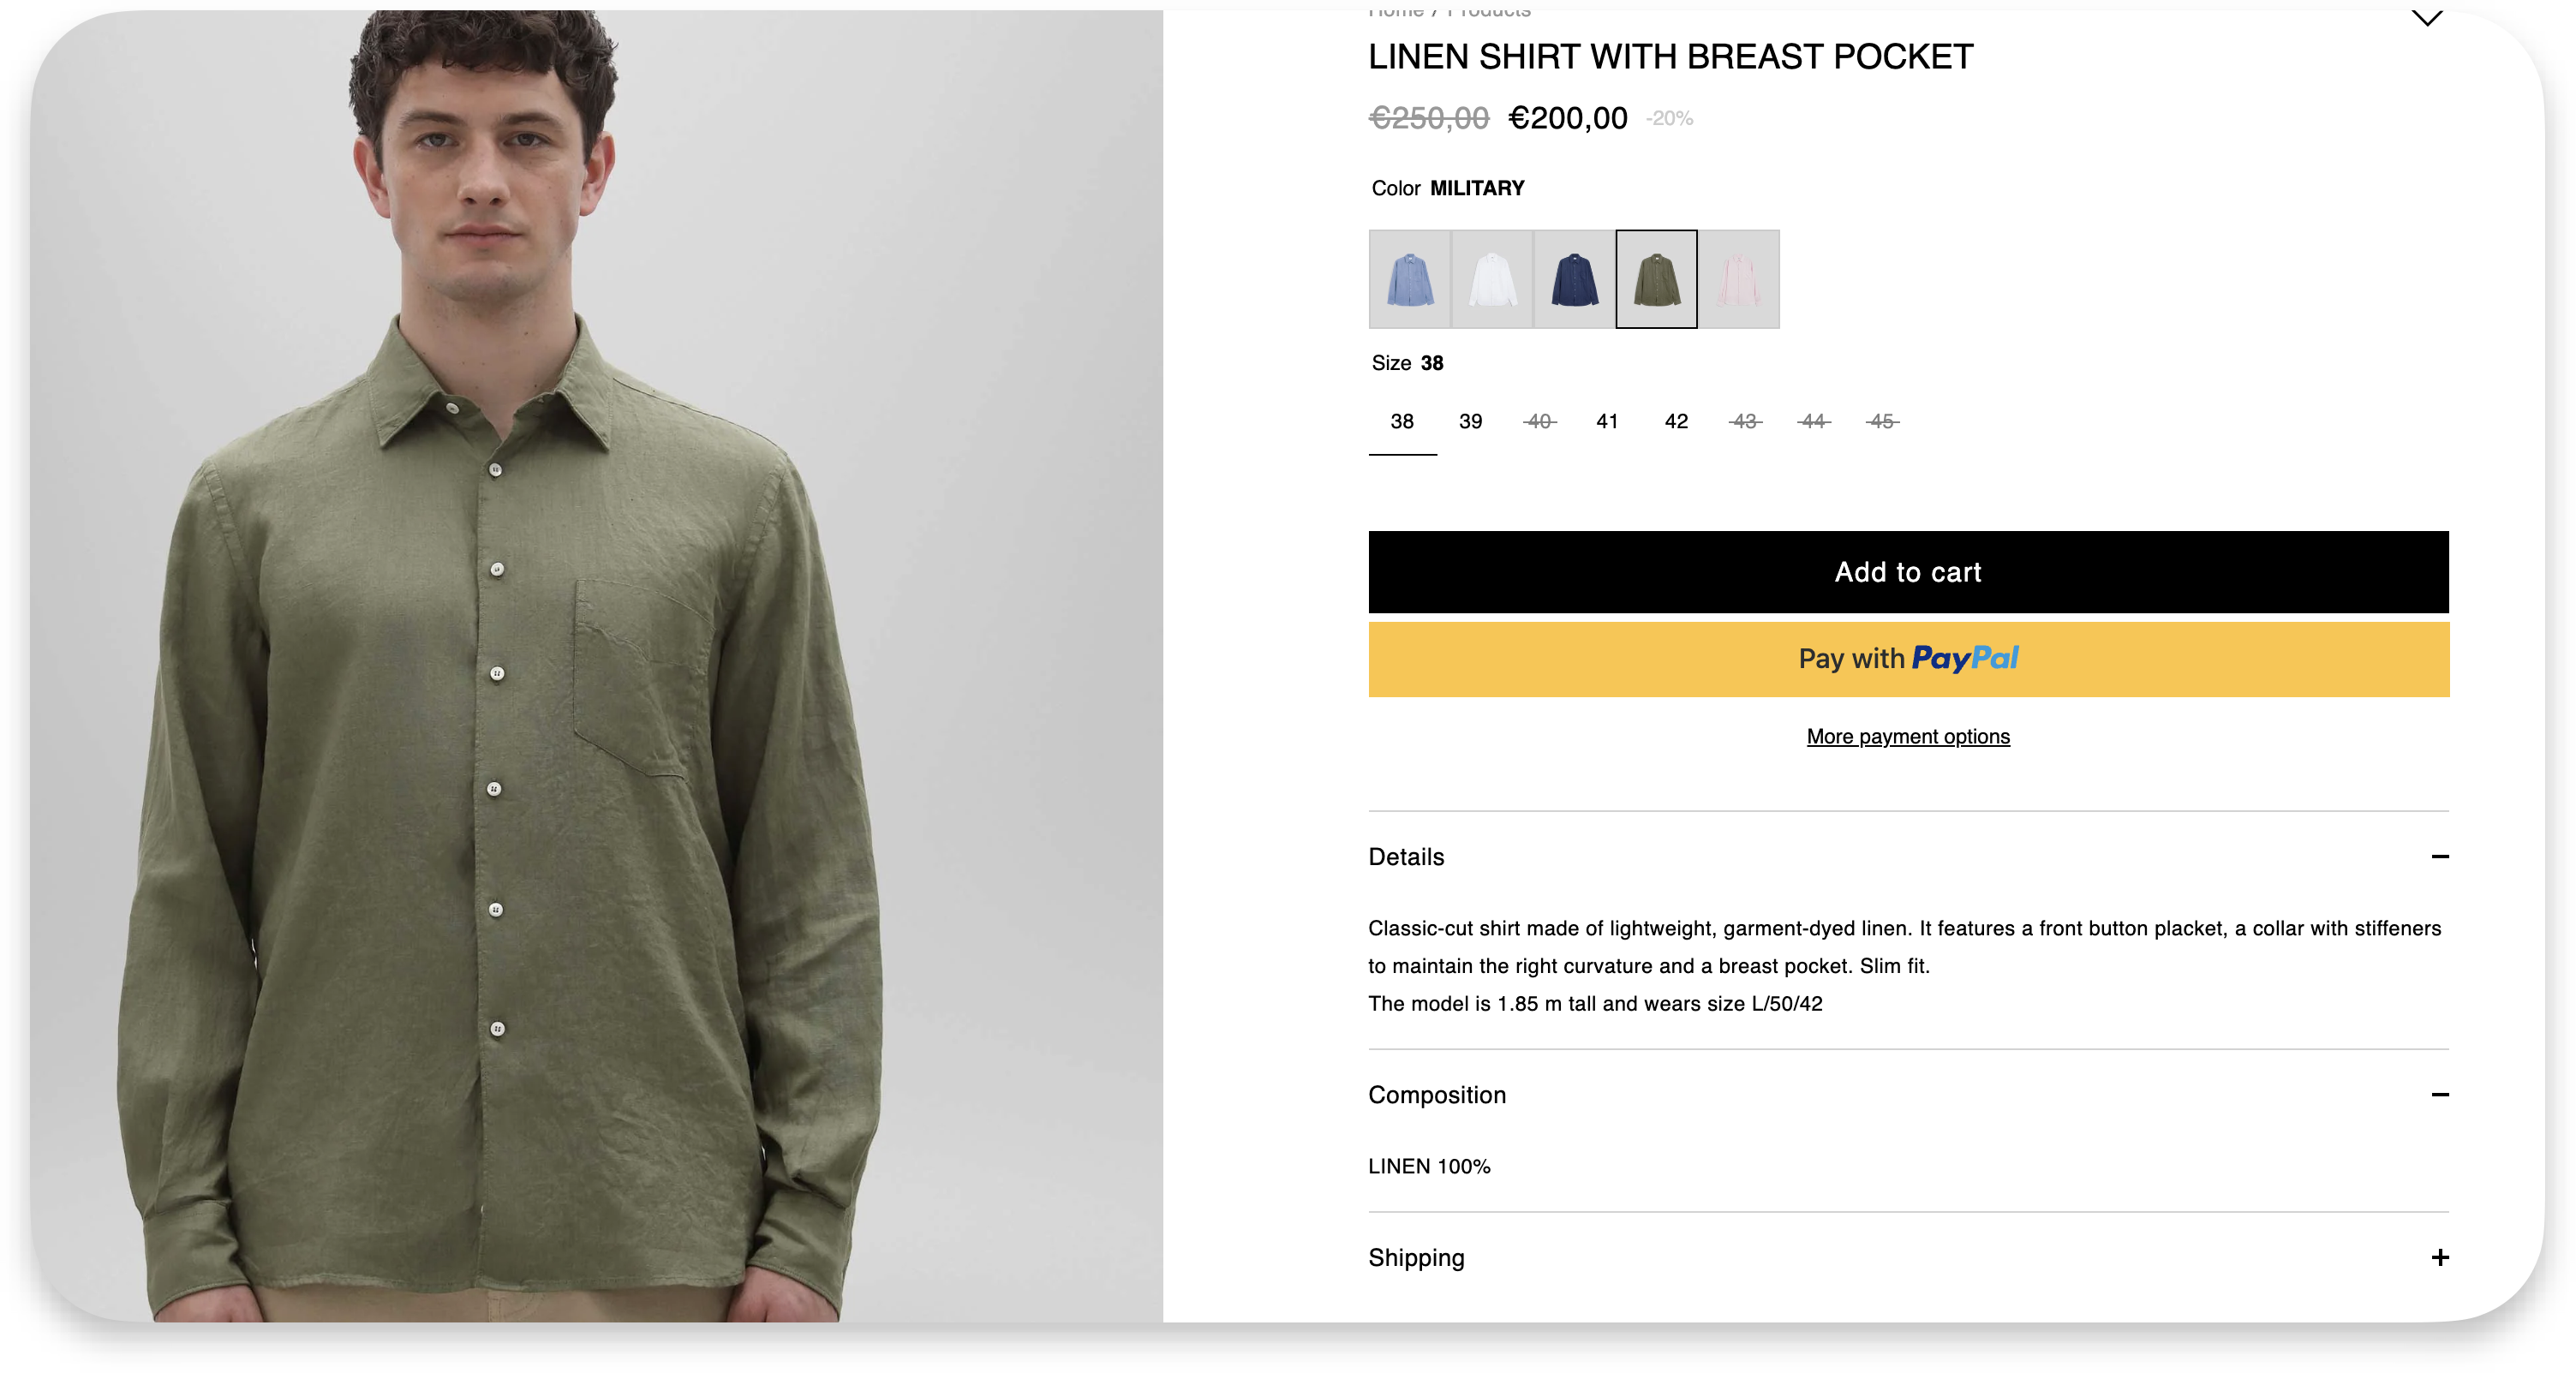 Home / Products
LINEN SHIRT WITH BREAST POCKET
€250,00 €200,00 -20%
Color MILITARY
Size 38
38 39 40 41 42 43 44 45
Add to cart
Pay with PayPal
More payment options
Details
Classic-cut shirt made of lightweight, garment-dyed linen. It features a front button placket, a collar with stiffeners
to maintain the right curvature and a breast pocket. Slim fit.
The model is 1.85 m tall and wears size L/50/42
Composition
LINEN 100%
Shipping